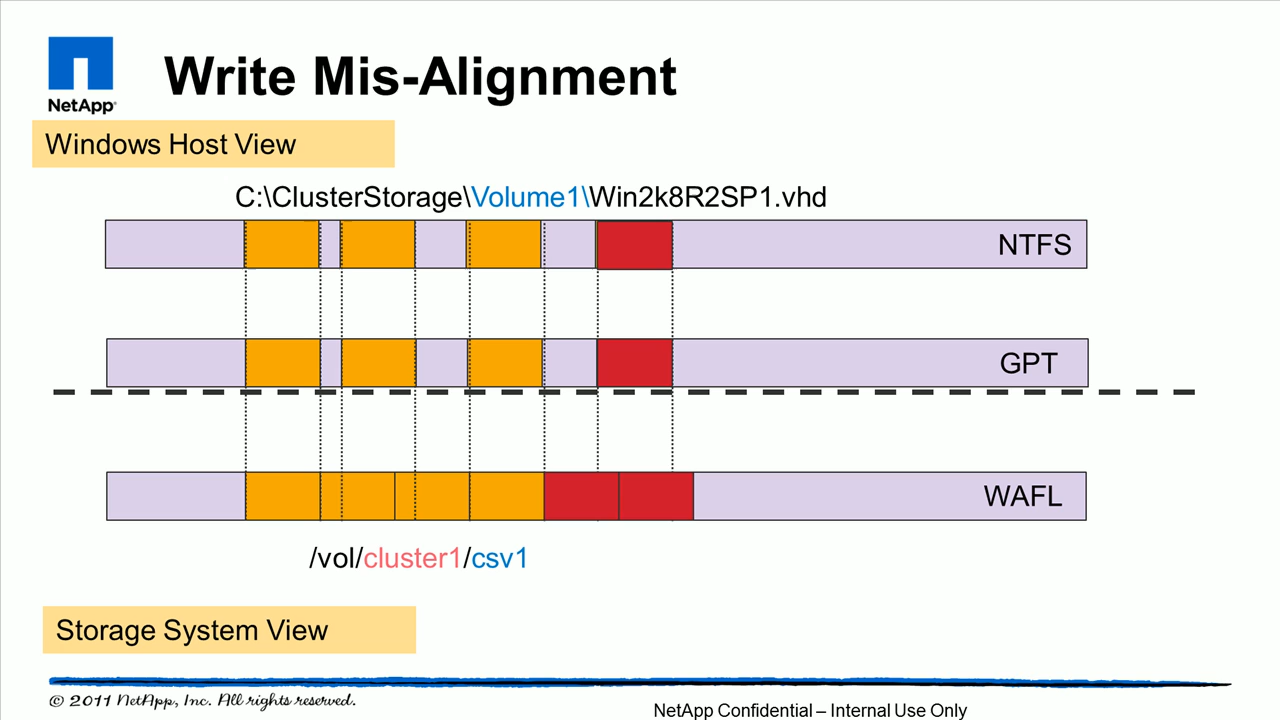 NetApp®
Write Mis-Alignment
Windows Host View
C:\ClusterStorage\Volume1\Win2k8R2SP1.vhd
NTFS
GPT
WAFL
/vol/cluster1/csv1
Storage System View
© 2011 NetApp, Inc. All rights reserved.
NetApp Confidential – Internal Use Only